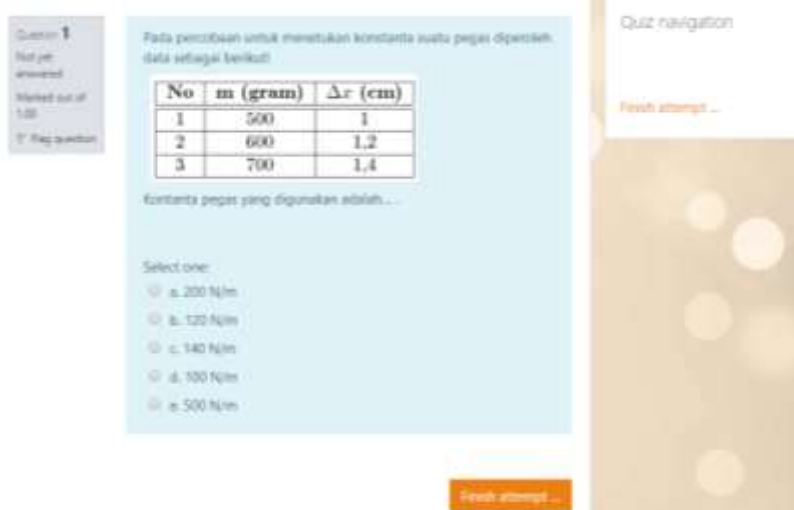 Question 1
Not yet
answered
Marked out of
1.00
Flag question
Pada percobaan untuk menetukan konstanta suatu pegas diperoleh
data sebagai berikut!
No m (gram) Δx (cm)
1 500 1
2 600 1,2
3 700 1,4
Kontanta pegas yang digunakan adalah....
Select one:
a. 200 N/m
b. 120 N/m
c. 140 N/m
d. 100 N/m
e. 500 N/m
Finish attempt ...
Quiz navigation
Finish attempt ...